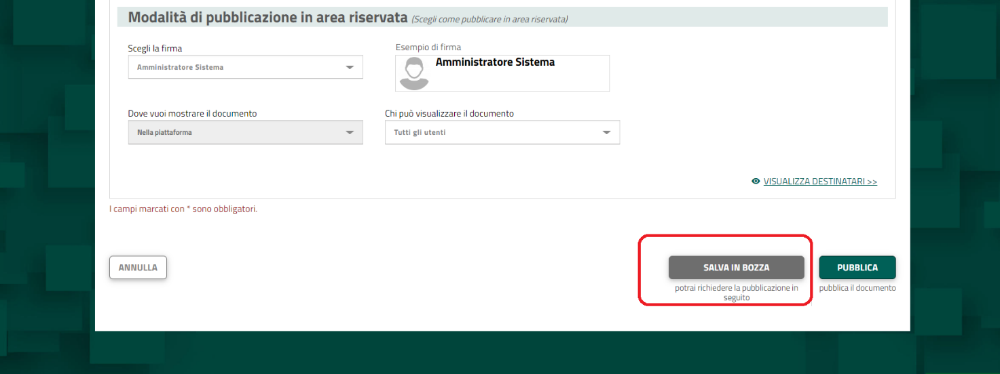 Modalità di pubblicazione in area riservata (Scegli come pubblicare in area riservata)
Scegli la firma
Esempio di firma
Amministratore Sistema
Amministratore Sistema
Dove vuoi mostrare il documento
Chi può visualizzare il documento
Nella piattaforma
Tutti gli utenti
VISUALIZZA DESTINATARI >>
I campi marcati con * sono obbligatori.
ANNULLA
SALVA IN BOZZA
PUBBLICA
potrai richiedere la pubblicazione in
seguito
pubblica il documento